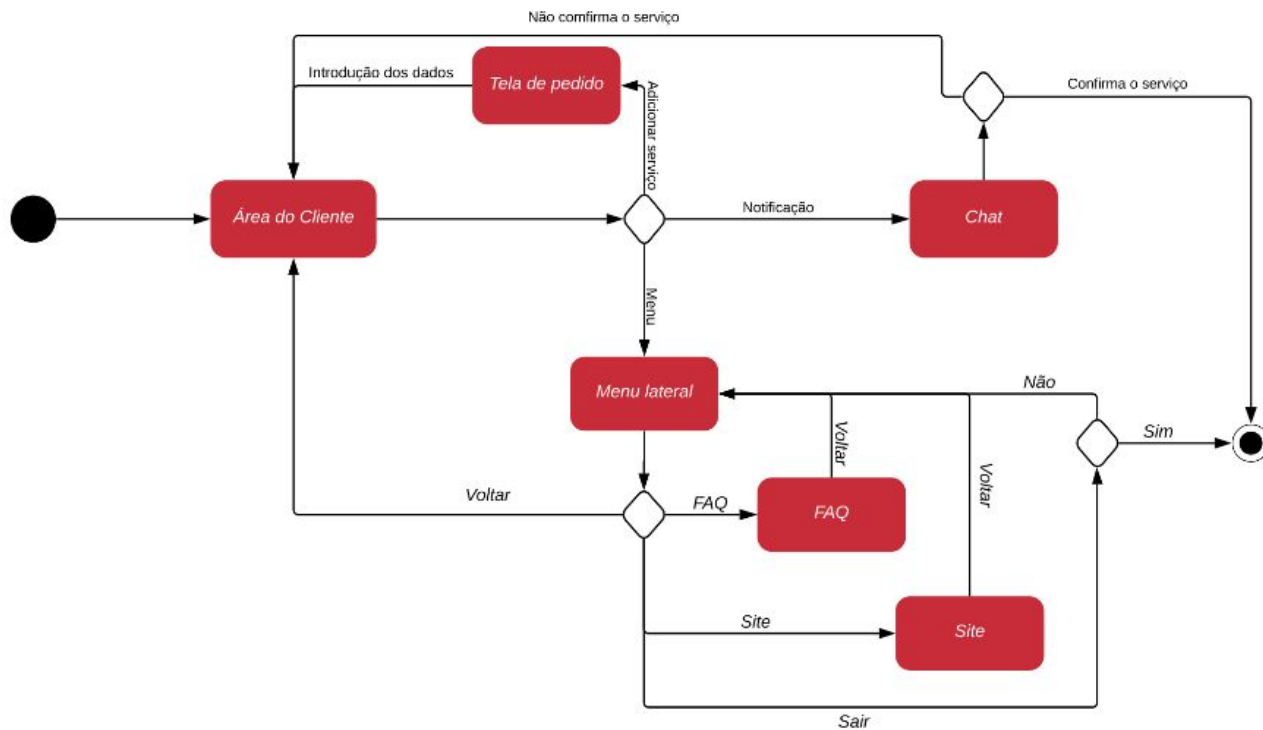 Não comfirma o serviço
Introdução dos dados
Tela de pedido
Adicionar serviço
Confirma o serviço
Área do Cliente
Notificação
Chat
Menu
Menu lateral
Não
Voltar
Sim
Voltar
Voltar
FAQ
FAQ
Site
Site
Sair